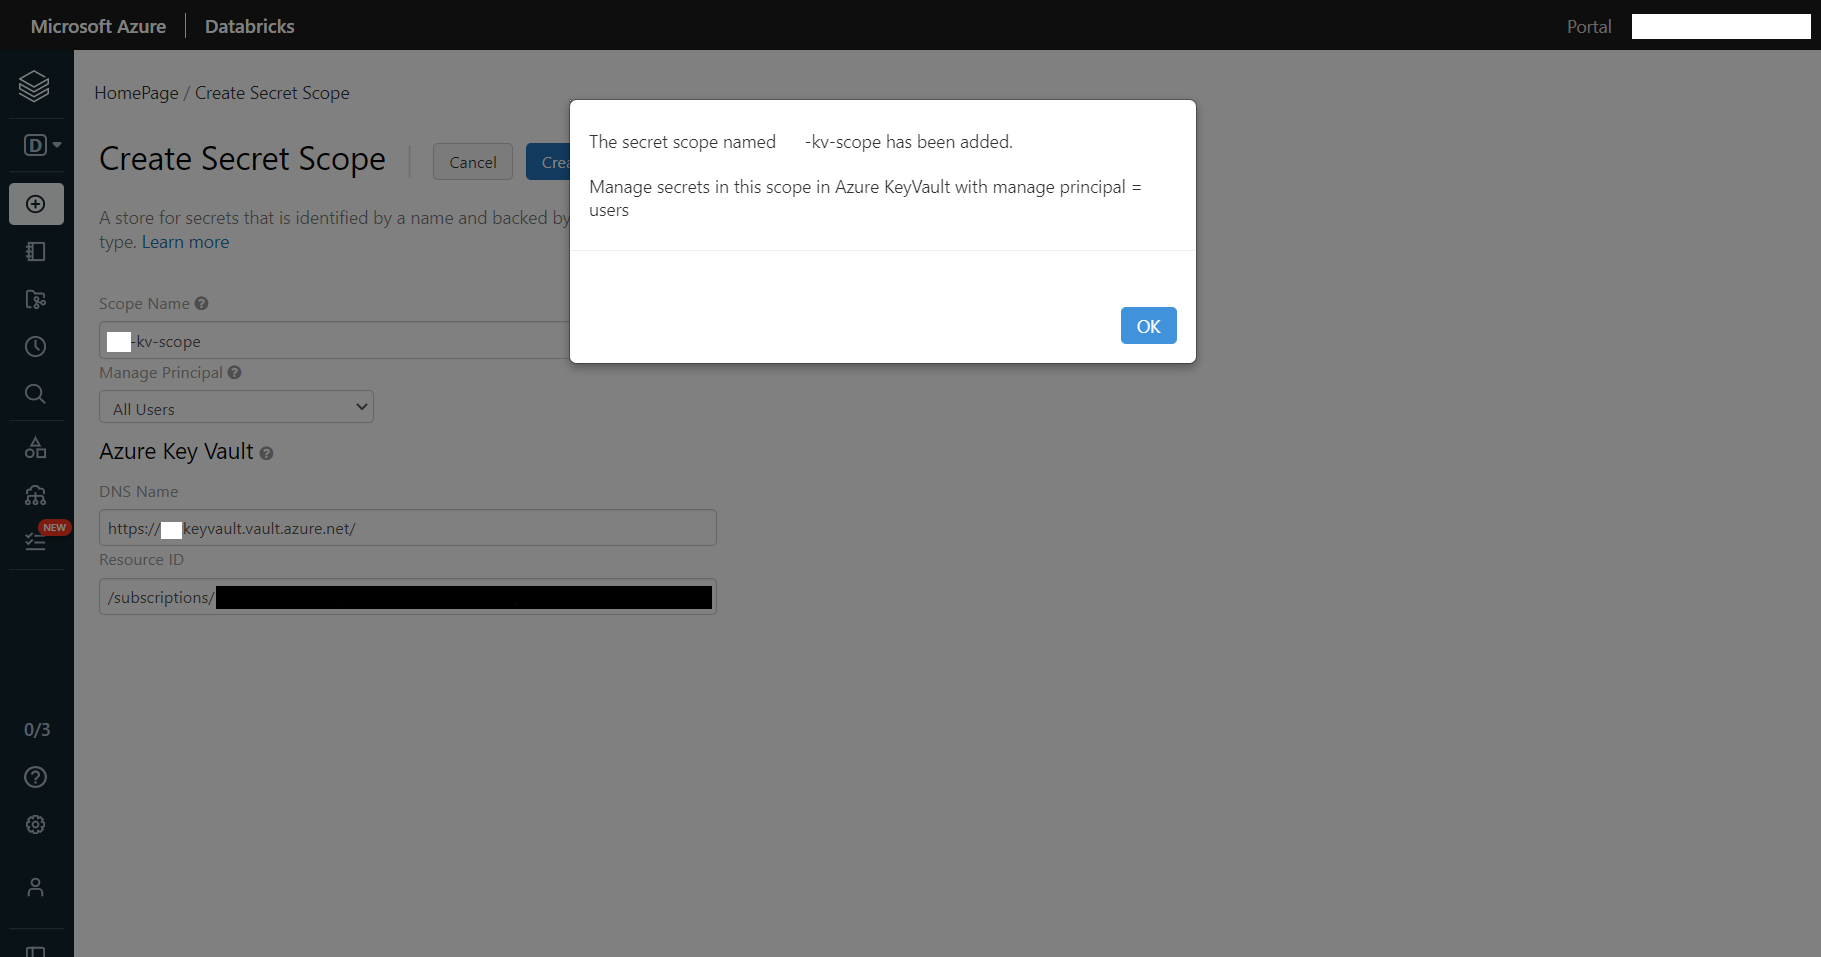 Microsoft Azure | Databricks
Portal
HomePage / Create Secret Scope
The secret scope named -kv-scope has been added.
Manage secrets in this scope in Azure KeyVault with manage principal =
users
OK
Create Secret Scope
Cancel
Crea
A store for secrets that is identified by a name and backed by
type. Learn more
Scope Name
-kv-scope
Manage Principal
All Users
Azure Key Vault
DNS Name
https:// keyvault.vault.azure.net/
Resource ID
/subscriptions/
D
NEW
0/3